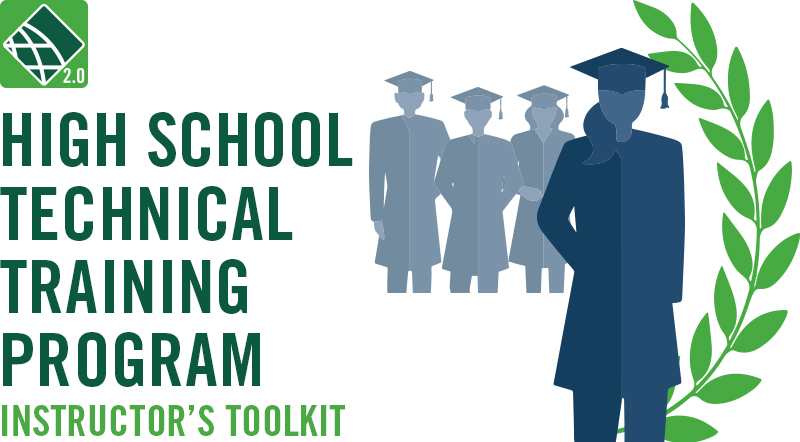 2.0
HIGH SCHOOL
TECHNICAL
TRAINING
PROGRAM
INSTRUCTOR’S TOOLKIT